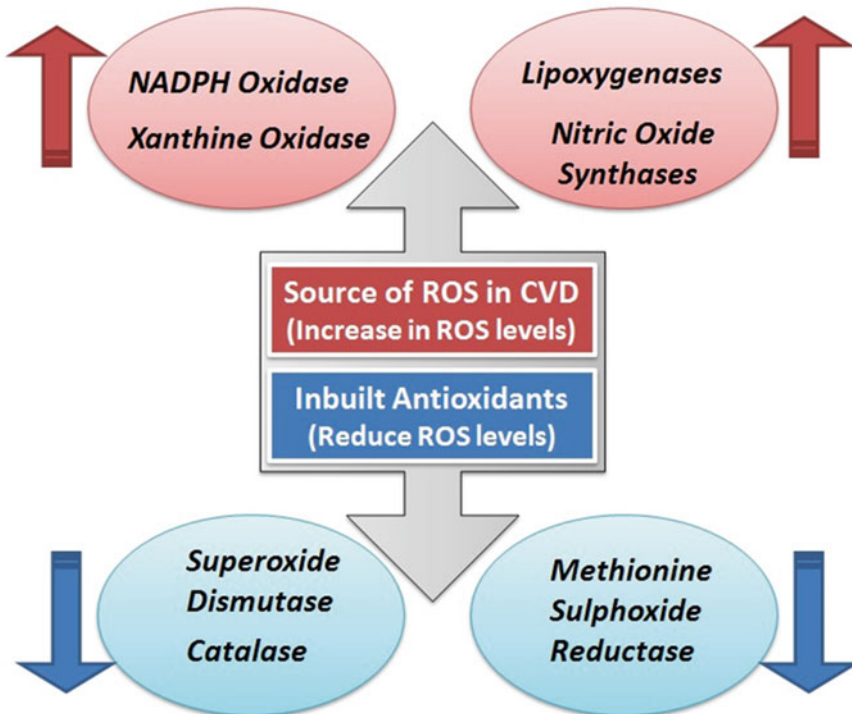 NADPH Oxidase
Xanthine Oxidase
Lipoxygenases
Nitric Oxide
Synthases
Source of ROS in CVD
(Increase in ROS levels)
Inbuilt Antioxidants
(Reduce ROS levels)
Superoxide
Dismutase
Catalase
Methionine
Sulphoxide
Reductase